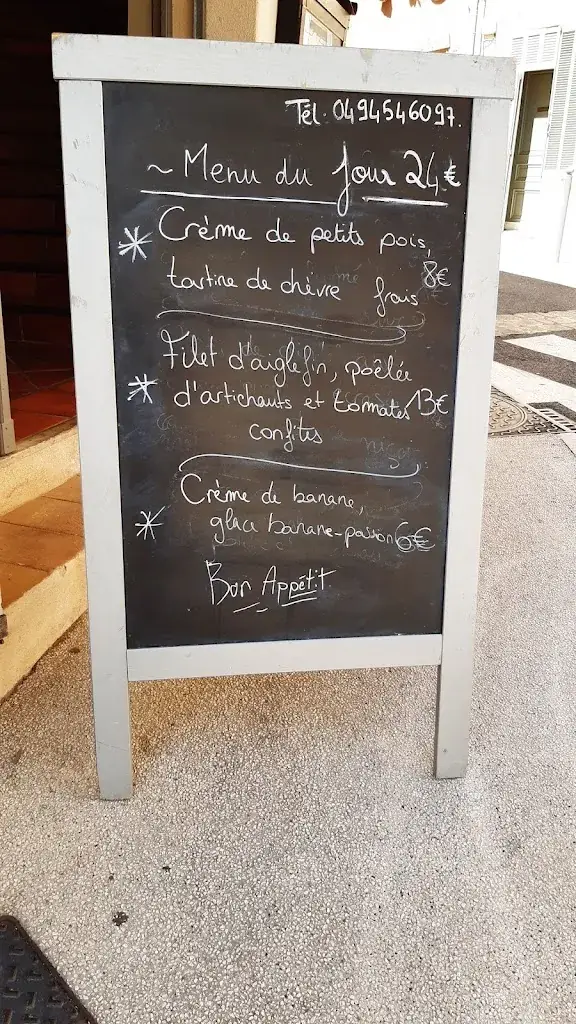 Tél. 0494546097.
~ Menu du Jour 24€
* Crème de petits pois,
tartine de chèvre frais 8€
Filet d'aiglefin, poêlée
* d'artichauts et tomates 13€
confites
Crème de banane,
* glace banane-passion 6€
Bon Appétit